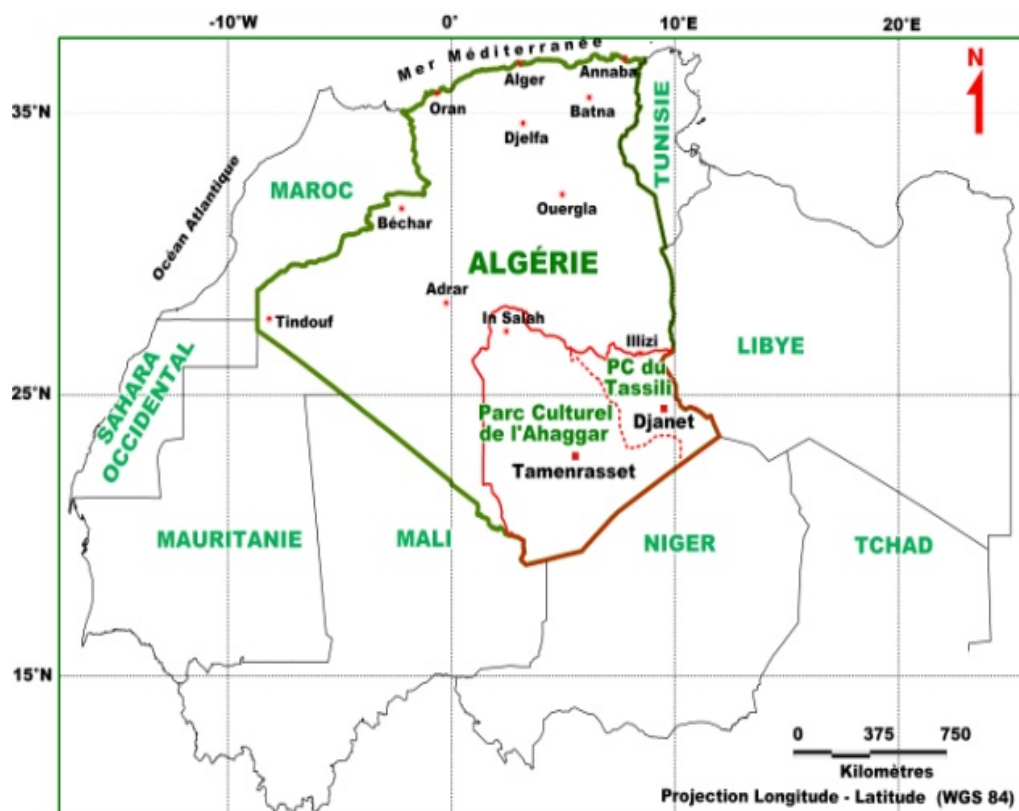 -10°W 0° 10°E 20°E
Mer Méditerranée
N
Alger
Annaba
35°N
Oran
Batna
Djelfa
TUNISIE
MAROC
Océan Atlantique
Béchar
Ouergla
ALGÉRIE
Adrar
Tindouf
In Salah
Illizi
LIBYE
SAHARA
OCCIDENTAL
PC du
Tassili
25°N
Parc Culturel
de l'Ahaggar
Djanet
Tamenrasset
MAURITANIE
MALI
NIGER
TCHAD
15°N
0 375 750
Kilomètres
Projection Longitude - Latitude (WGS 84)